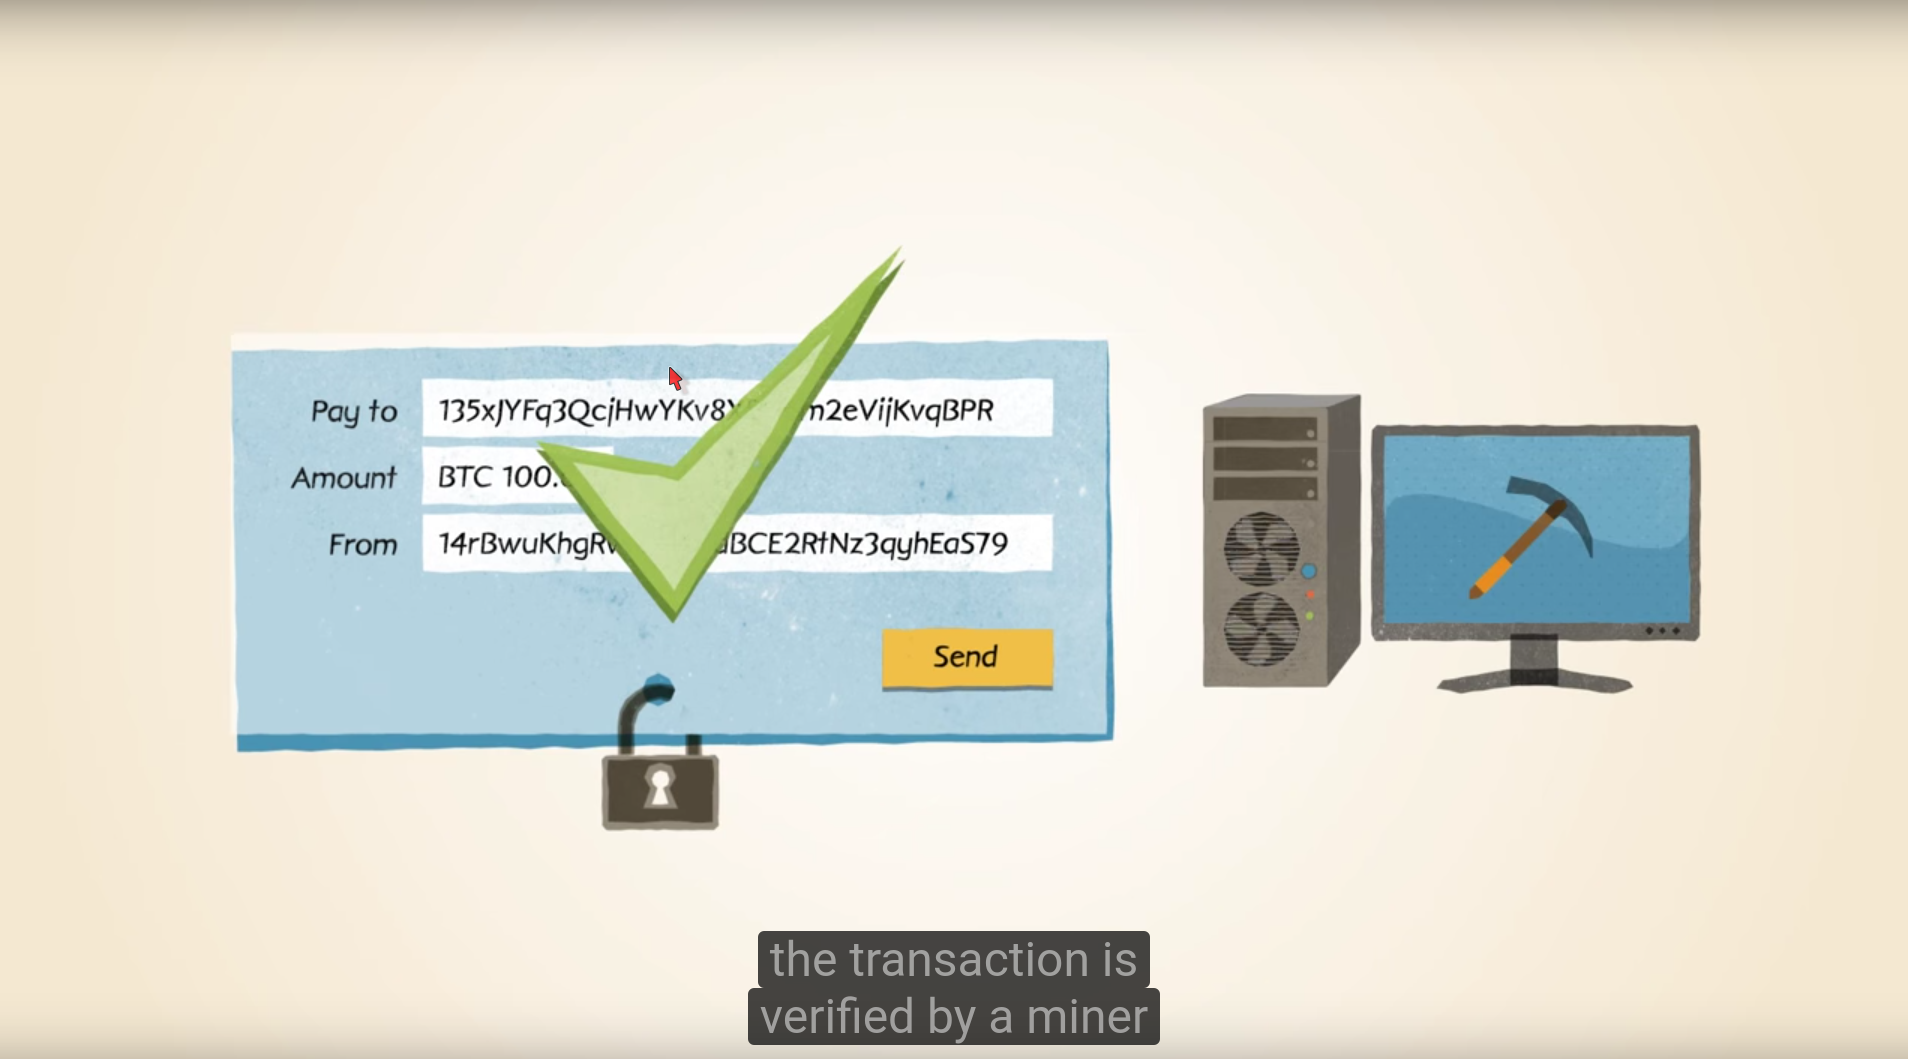 Pay to 135xJYFq3QcjHwYKv8 m2eVijKvqBPR
Amount BTC 100.
From 14rBwuKhgR BCE2RtNz3qyhEaS79
Send
the transaction is
verified by a miner